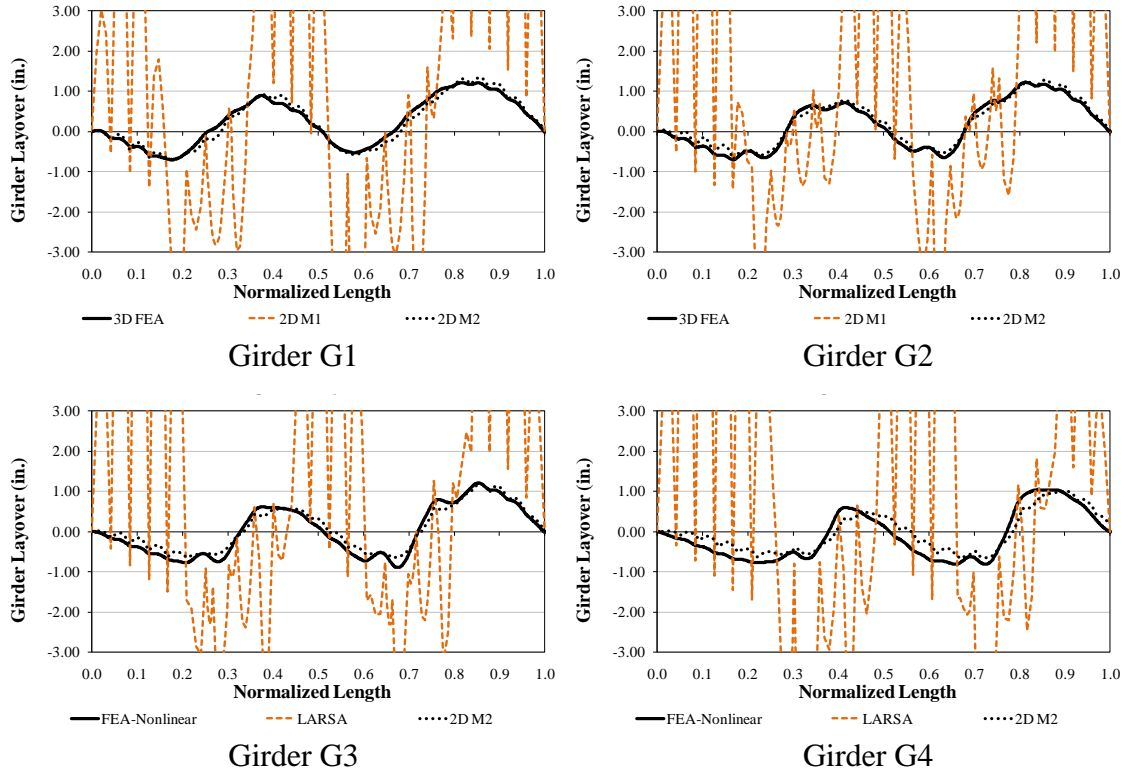 3.00 3.00
2.00 2.00
1.00 1.00
0.00 0.00
-1.00 -1.00
-2.00 -2.00
-3.00 -3.00
Girder Layover (in.) Girder Layover (in.)
0.0 0.1 0.2 0.3 0.4 0.5 0.6 0.7 0.8 0.9 1.0 0.0 0.1 0.2 0.3 0.4 0.5 0.6 0.7 0.8 0.9 1.0
Normalized Length Normalized Length
3D FEA 2D M1 2D M2 3D FEA 2D M1 2D M2
Girder G1 Girder G2
3.00 3.00
2.00 2.00
1.00 1.00
0.00 0.00
-1.00 -1.00
-2.00 -2.00
-3.00 -3.00
Girder Layover (in.) Girder Layover (in.)
0.0 0.1 0.2 0.3 0.4 0.5 0.6 0.7 0.8 0.9 1.0 0.0 0.1 0.2 0.3 0.4 0.5 0.6 0.7 0.8 0.9 1.0
Normalized Length Normalized Length
FEA-Nonlinear LARSA 2D M2 FEA-Nonlinear LARSA 2D M2
Girder G3 Girder G4